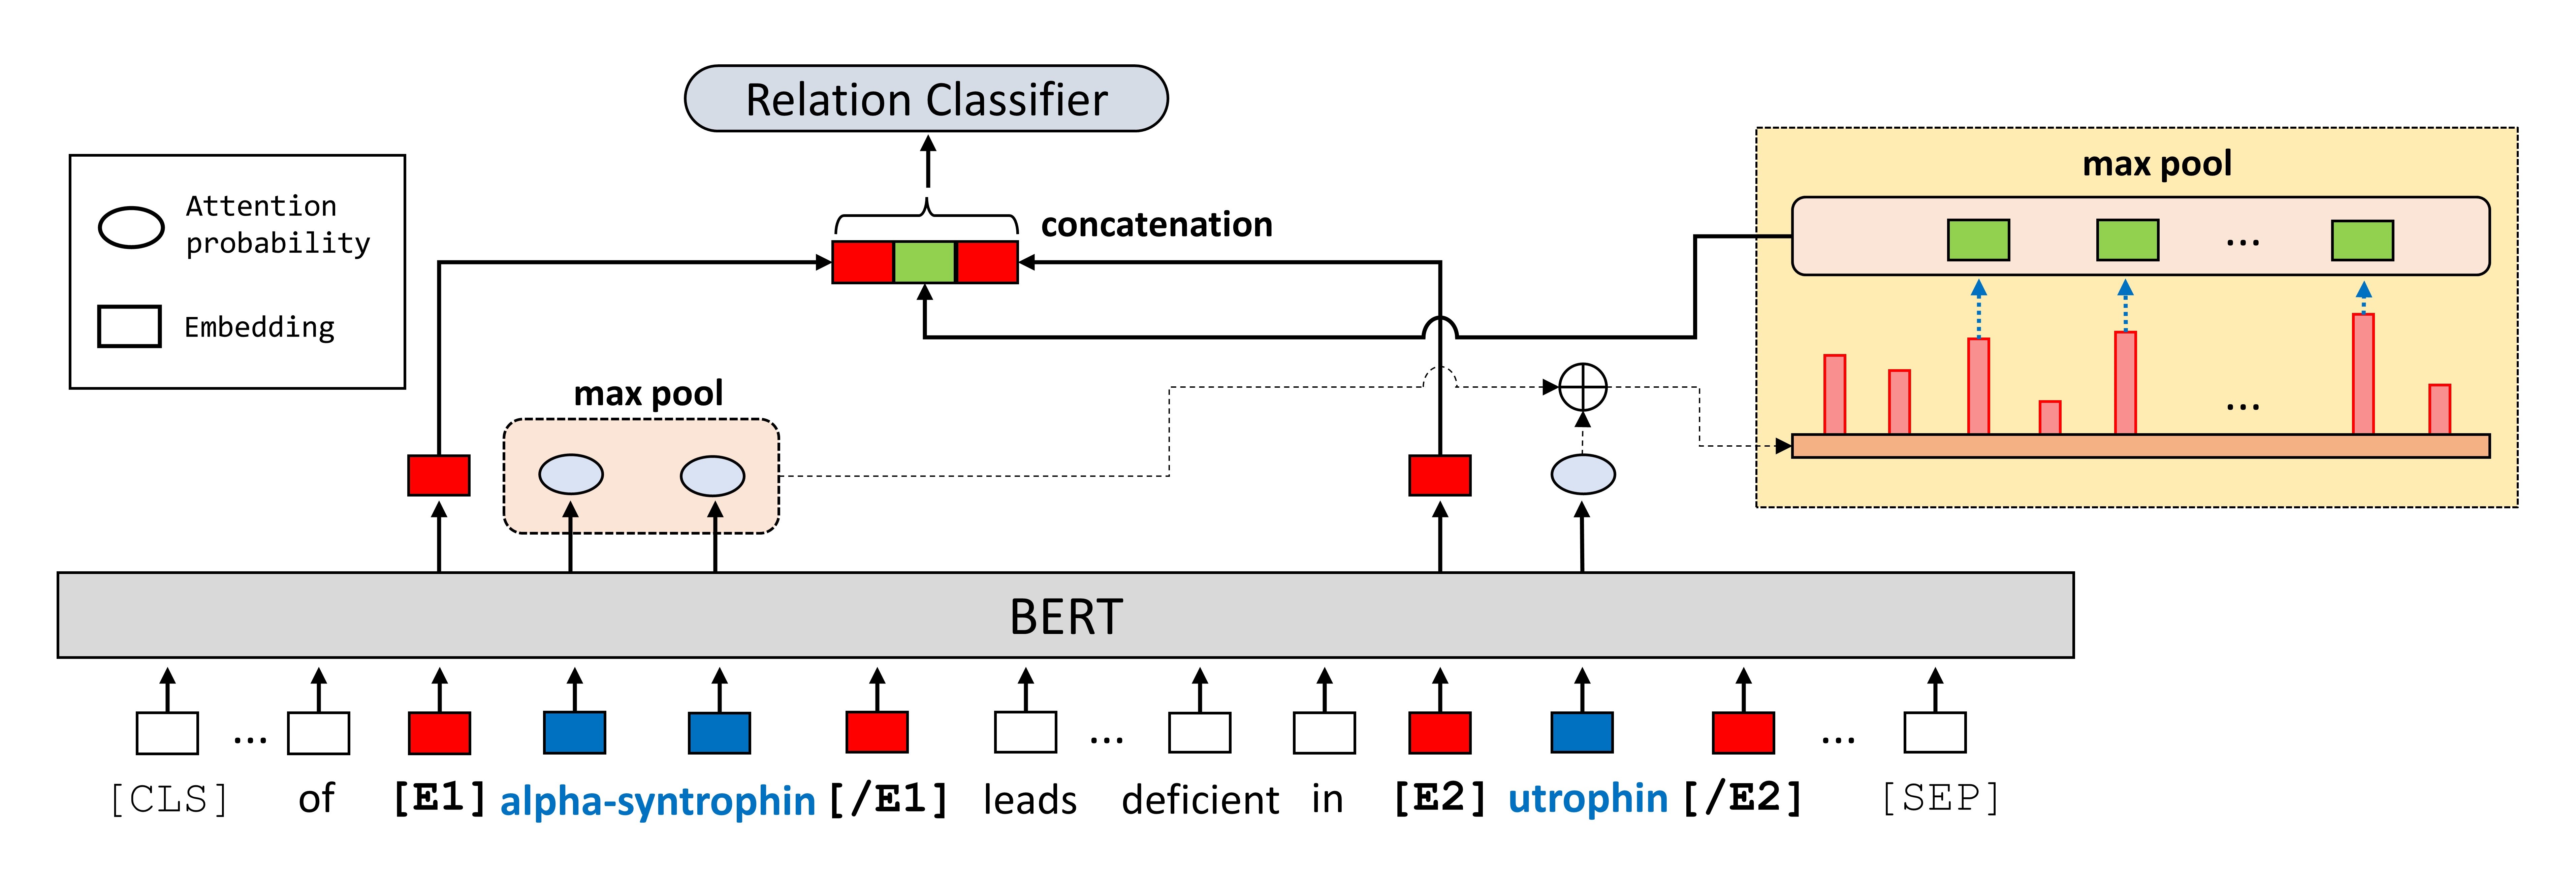 Relation Classifier
Attention
probability
Embedding
concatenation
max pool
...
...
max pool
BERT
... ... ...
[CLS] of [E1] alpha-syntrophin [/E1] leads deficient in [E2] utrophin [/E2] [SEP]